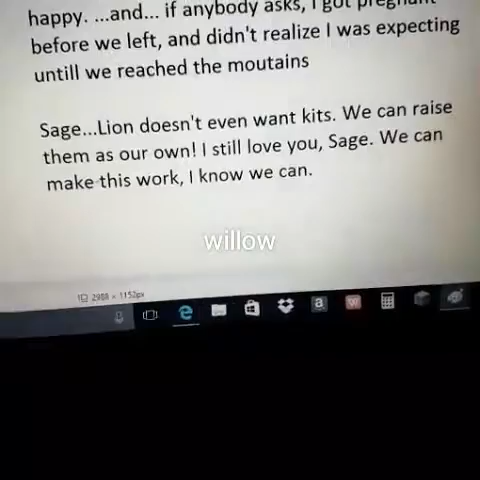 happy. ...and... if anybody asks, I got pregnant
before we left, and didn't realize I was expecting
untill we reached the moutains
Sage...Lion doesn't even want kits. We can raise
them as our own! I still love you, Sage. We can
make this work, I know we can.
willow
2988 × 1152px
a